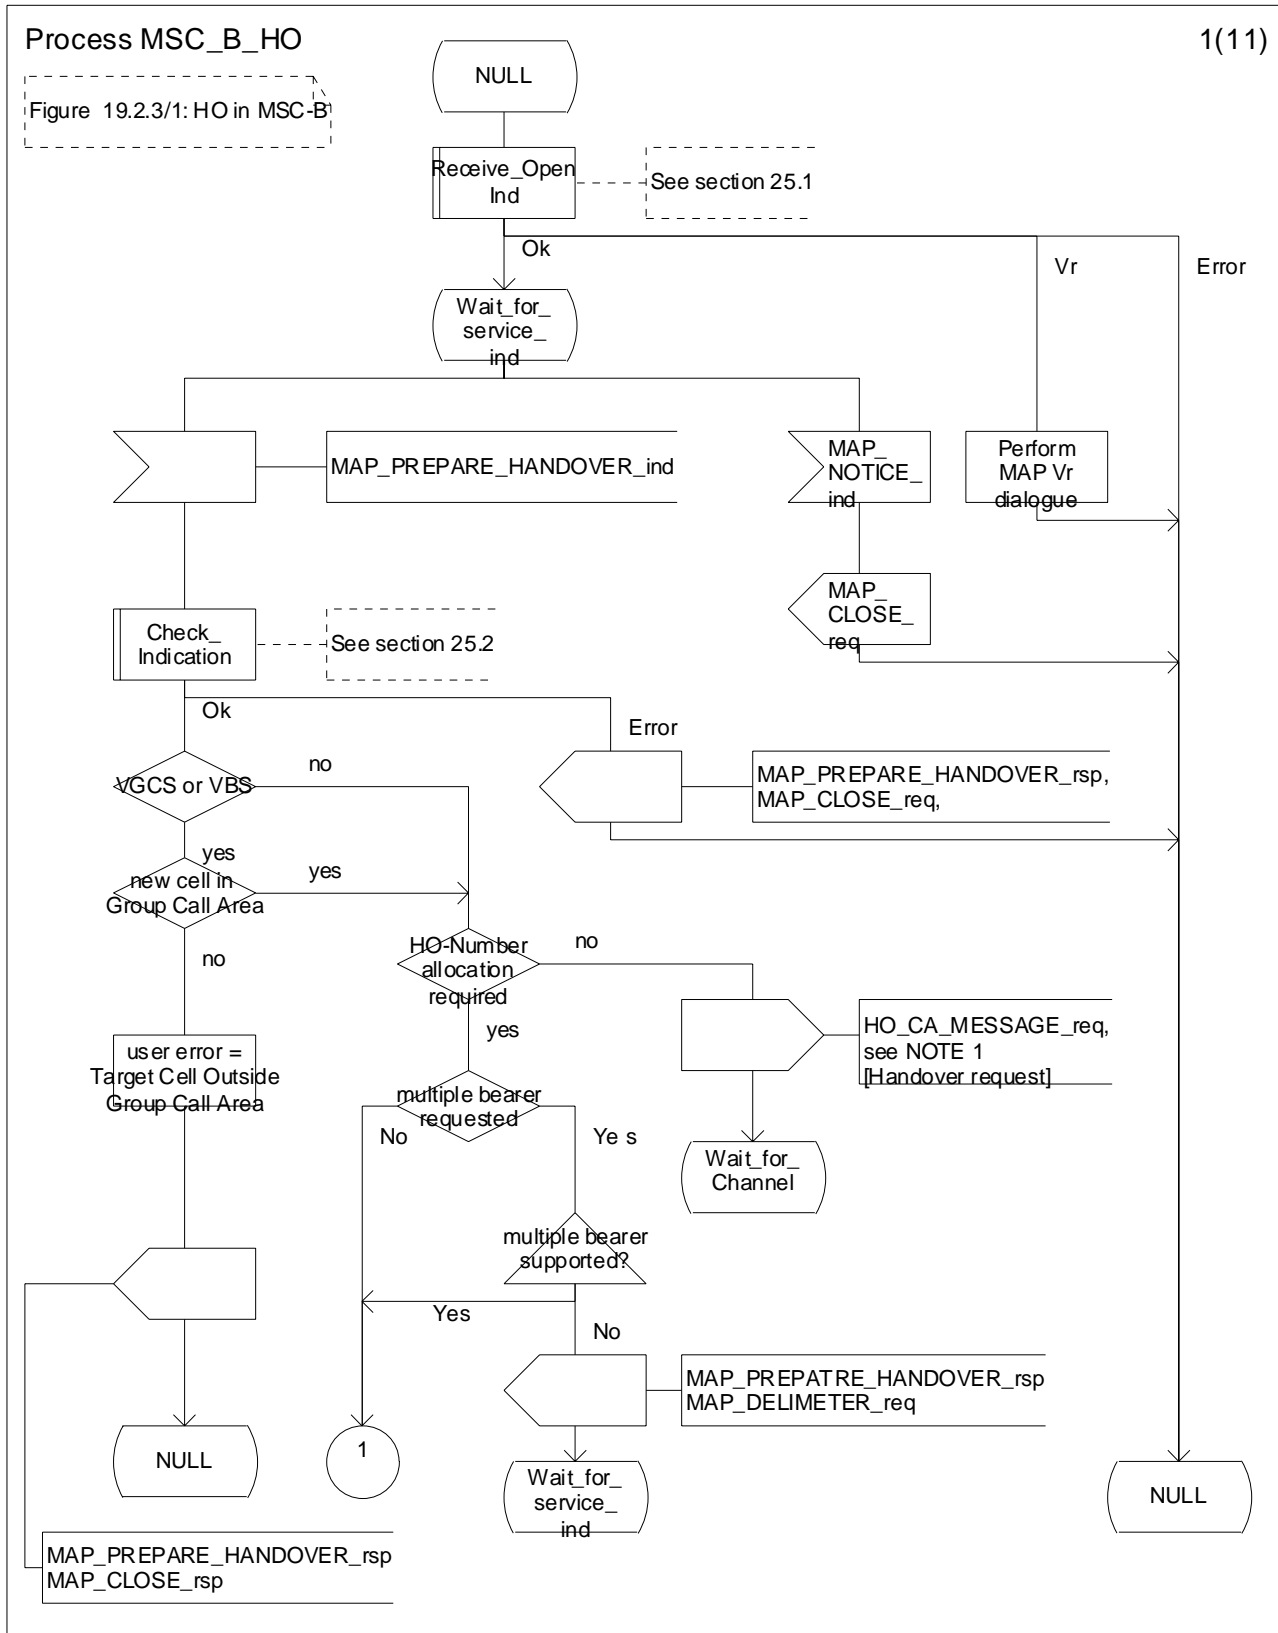 Process MSC_B_HO
1(11)
Figure 19.2.3/1: HO in MSC-B
NULL
Receive_Open
Ind
See section 25.1
Ok
Vr
Error
Wait_for_
service_
ind
MAP_PREPARE_HANDOVER_ind
MAP_
NOTICE_
ind
Perform
MAP Vr
dialogue
MAP_
CLOSE_
req
Check_
Indication
See section 25.2
Ok
Error
VGCS or VBS
no
MAP_PREPARE_HANDOVER_rsp,
MAP_CLOSE_req,
yes
new cell in
Group Call Area
yes
no
HO-Number
allocation
required
no
yes
HO_CA_MESSAGE_req,
see NOTE 1
[Handover request]
user error =
Target Cell Outside
Group Call Area
multiple bearer
requested
No
Ye s
Wait_for_
Channel
multiple bearer
supported?
Yes
No
MAP_PREPATRE_HANDOVER_rsp
MAP_DELIMETER_req
NULL
1
Wait_for_
service_
ind
NULL
MAP_PREPARE_HANDOVER_rsp
MAP_CLOSE_rsp